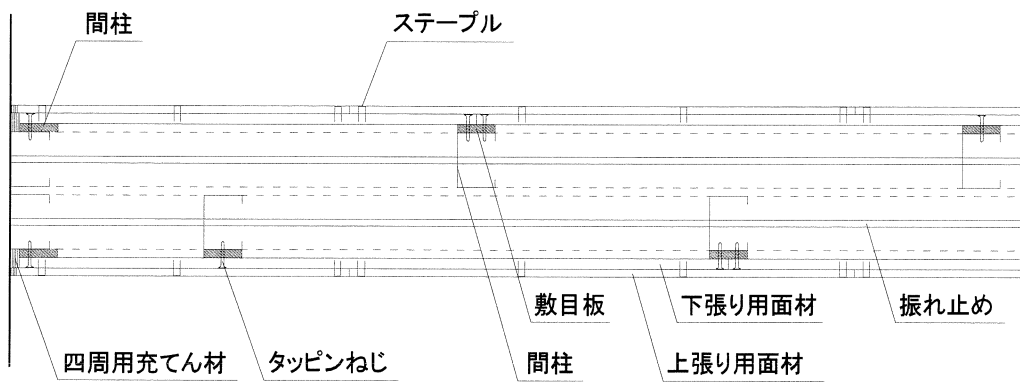 間柱
ステープル
敷目板
下張り用面材
振れ止め
四周用充てん材
タッピンねじ
間柱
上張り用面材